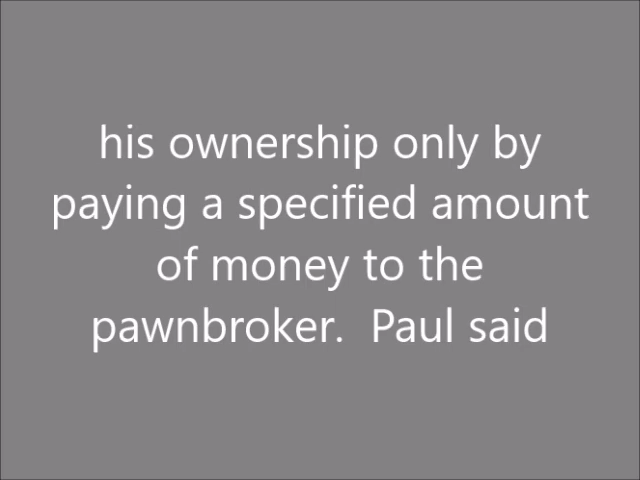 his ownership only by
paying a specified amount
of money to the
pawnbroker.  Paul said